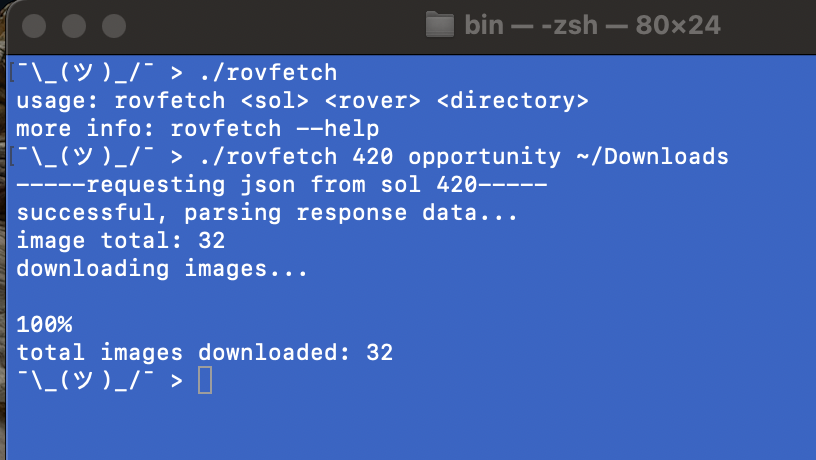 bin — -zsh — 80×24
[¯\_(ツ)_/¯ > ./rovfetch
usage: rovfetch <sol> <rover> <directory>
more info: rovfetch --help
[¯\_(ツ)_/¯ > ./rovfetch 420 opportunity ~/Downloads
-----requesting json from sol 420-----
successful, parsing response data...
image total: 32
downloading images...
100%
total images downloaded: 32
¯\_(ツ)_/¯ >